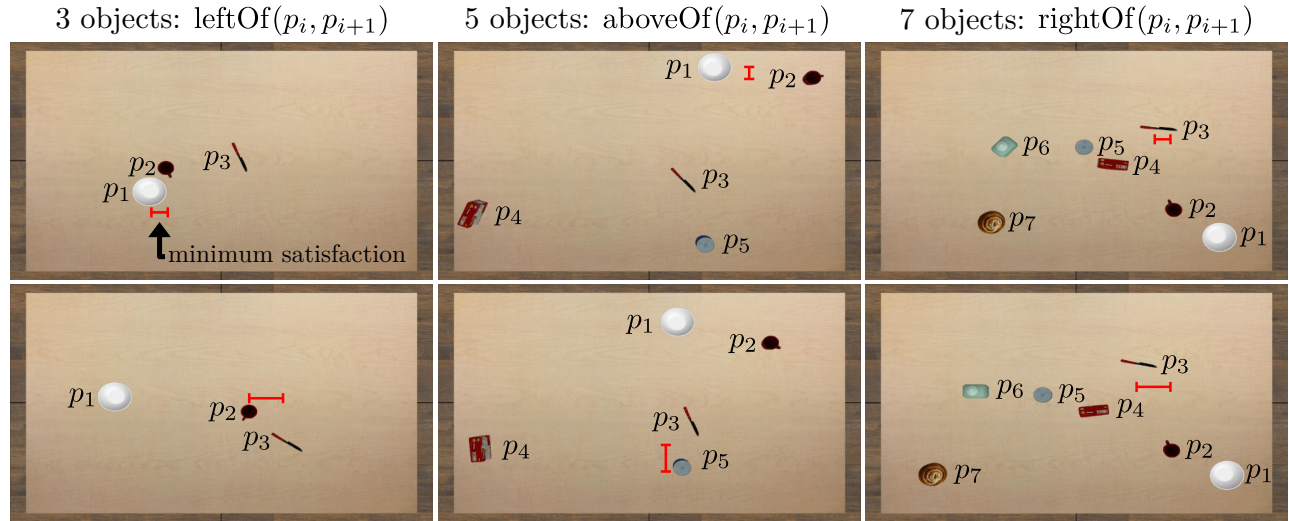 3 objects: leftOf(p_i, p_{i+1})
5 objects: aboveOf(p_i, p_{i+1})
7 objects: rightOf(p_i, p_{i+1})
p_2
p_3
p_1
minimum satisfaction
p_1
p_2
p_3
p_4
p_5
p_3
p_6
p_5
p_4
p_2
p_7
p_1
p_1
p_2
p_3
p_1
p_2
p_3
p_4
p_5
p_3
p_6
p_5
p_4
p_2
p_7
p_1